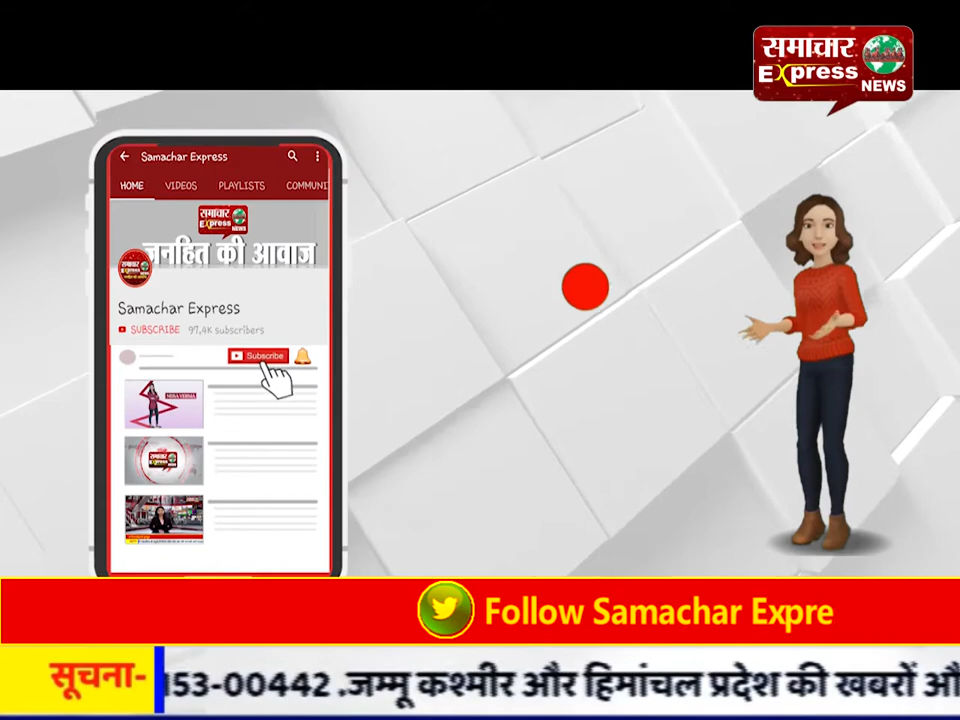 समाचार
Express
NEWS
Samachar Express
HOME VIDEOS PLAYLISTS COMMUNI
समाचार
Express
NEWS
जनहित की आवाज
Samachar Express
SUBSCRIBE 97.4K subscribers
Subscribe
Follow Samachar Expre
सूचना- 153-00442 .जम्मू कश्मीर और हिमांचल प्रदेश की खबरों औ